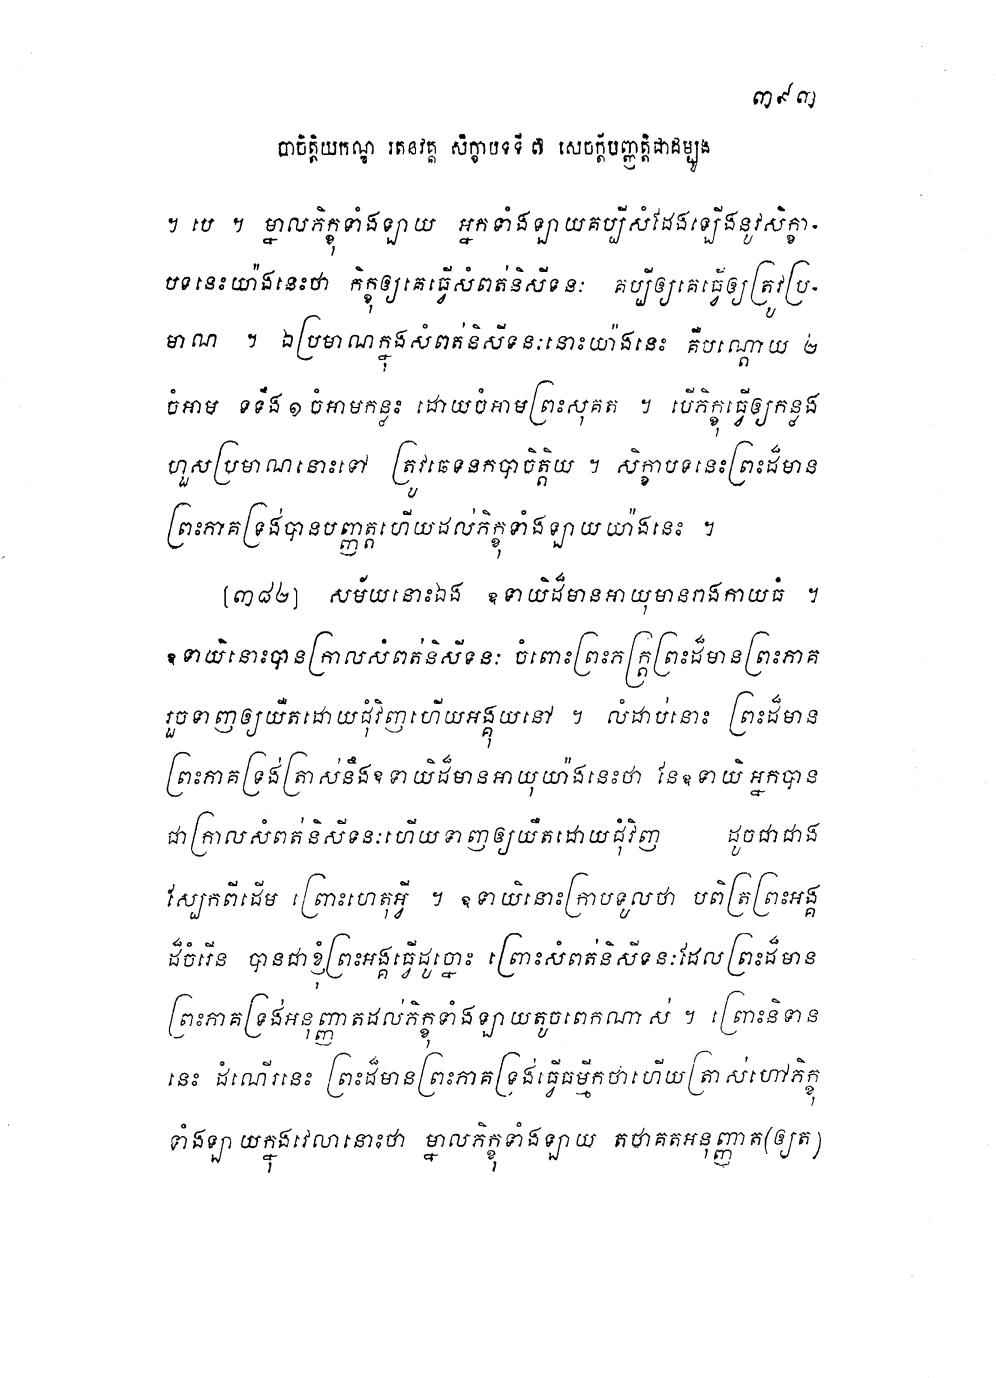 ៣៩៣
បាចិត្តិយកណ្ឌ រតនវគ្គ សិក្ខាបទទី ៧ សេចក្តីបញ្ញត្តិជាដម្បូង
។ បេ ។ ម្នាលភិក្ខុទាំងឡាយ អ្នកទាំងឡាយគប្បីសំដែងឡើងនូវសិក្ខា-
បទនេះយ៉ាងនេះថា ភិក្ខុឲ្យគេធ្វើសំពត់និសីទនៈ គប្បីឲ្យគេធ្វើឲ្យត្រូវប្រ-
មាណ ។ ឯប្រមាណក្នុងសំពត់និសីទនៈនោះយ៉ាងនេះ គឺបណ្តោយ ២
ចំអាម ទទឹង ១ ចំអាមកន្លះ ដោយចំអាមព្រះសុគត ។ បើភិក្ខុធ្វើឲ្យកន្លង
ហួសប្រមាណនោះទៅ ត្រូវឆេទនកបាចិត្តិយ ។ សិក្ខាបទនេះព្រះដ៏មាន
ព្រះភាគទ្រង់បានបញ្ញត្តហើយដល់ភិក្ខុទាំងឡាយយ៉ាងនេះ ។
[៣៨២] សម័យនោះឯង ឧទាយិដ៏មានអាយុមានរាងកាយធំ ។
ឧទាយិនោះបានក្រាលសំពត់និសីទនៈ ចំពោះព្រះភក្ត្រព្រះដ៏មានព្រះភាគ
រួចទាញឲ្យយឺតដោយជុំវិញហើយអង្គុយនៅ ។ លំដាប់នោះ ព្រះដ៏មាន
ព្រះភាគទ្រង់ត្រាស់នឹងឧទាយិដ៏មានអាយុយ៉ាងនេះថា នែឧទាយិ អ្នកបាន
ជាក្រាលសំពត់និសីទនៈហើយទាញឲ្យយឺតដោយជុំវិញ ដូចជាជាង
ស្បែកពីដើម ព្រោះហេតុអ្វី ។ ឧទាយិនោះក្រាបទូលថា បពិត្រព្រះអង្គ
ដ៏ចំរើន បានជាខ្ញុំព្រះអង្គធ្វើដូច្នោះ ព្រោះសំពត់និសីទនៈដែលព្រះដ៏មាន
ព្រះភាគទ្រង់អនុញ្ញាតដល់ភិក្ខុទាំងឡាយតូចពេកណាស់ ។ ព្រោះនិទាន
នេះ ដំណើរនេះ ព្រះដ៏មានព្រះភាគទ្រង់ធ្វើធម្មីកថាហើយត្រាស់ហៅភិក្ខុ
ទាំងឡាយក្នុងវេលានោះថា ម្នាលភិក្ខុទាំងឡាយ តថាគតអនុញ្ញាត(ឲ្យត)